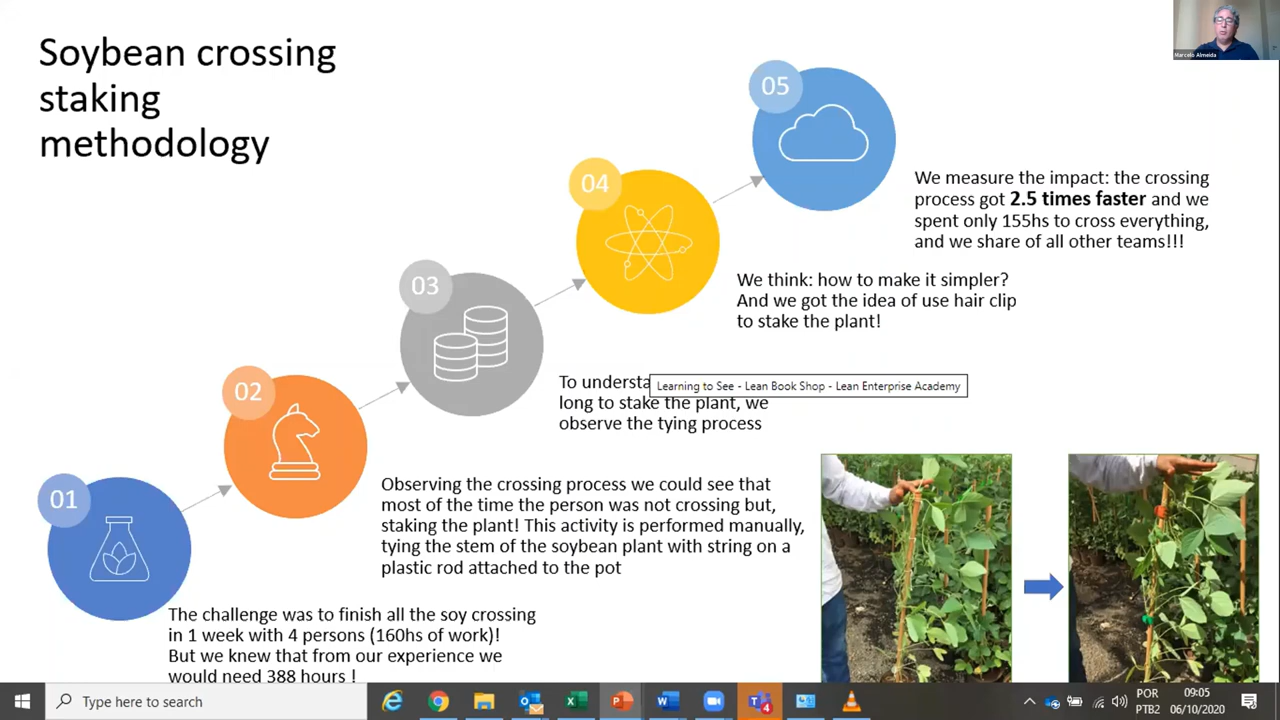 Soybean crossing
staking
methodology
Marcelo Almeida
05
We measure the impact: the crossing
process got 2.5 times faster and we
spent only 155hs to cross everything,
and we share of all other teams!!!
04
We think: how to make it simpler?
And we got the idea of use hair clip
to stake the plant!
03
To understa
Learning to See - Lean Book Shop - Lean Enterprise Academy
long to stake the plant, we
observe the tying process
02
Observing the crossing process we could see that
most of the time the person was not crossing but,
staking the plant! This activity is performed manually,
tying the stem of the soybean plant with string on a
plastic rod attached to the pot
01
The challenge was to finish all the soy crossing
in 1 week with 4 persons (160hs of work)!
But we knew that from our experience we
would need 388 hours !
Type here to search
4
POR
PTB2
09:05
06/10/2020